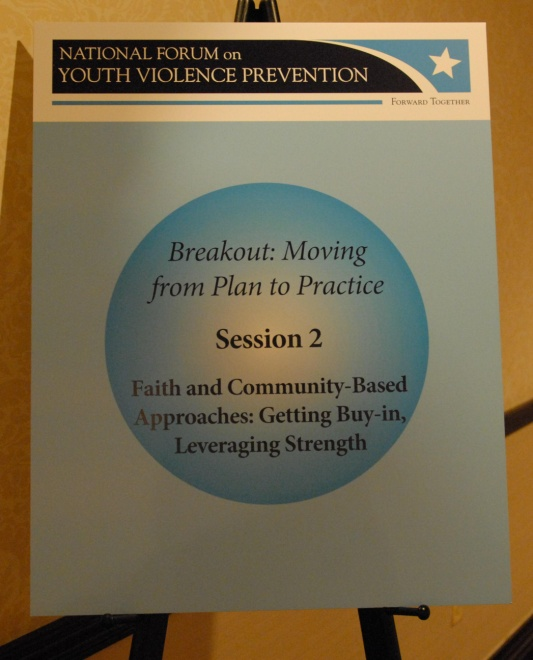 NATIONAL FORUM on
YOUTH VIOLENCE PREVENTION
FORWARD TOGETHER
Breakout: Moving
from Plan to Practice
Session 2
Faith and Community-Based
Approaches: Getting Buy-in,
Leveraging Strength